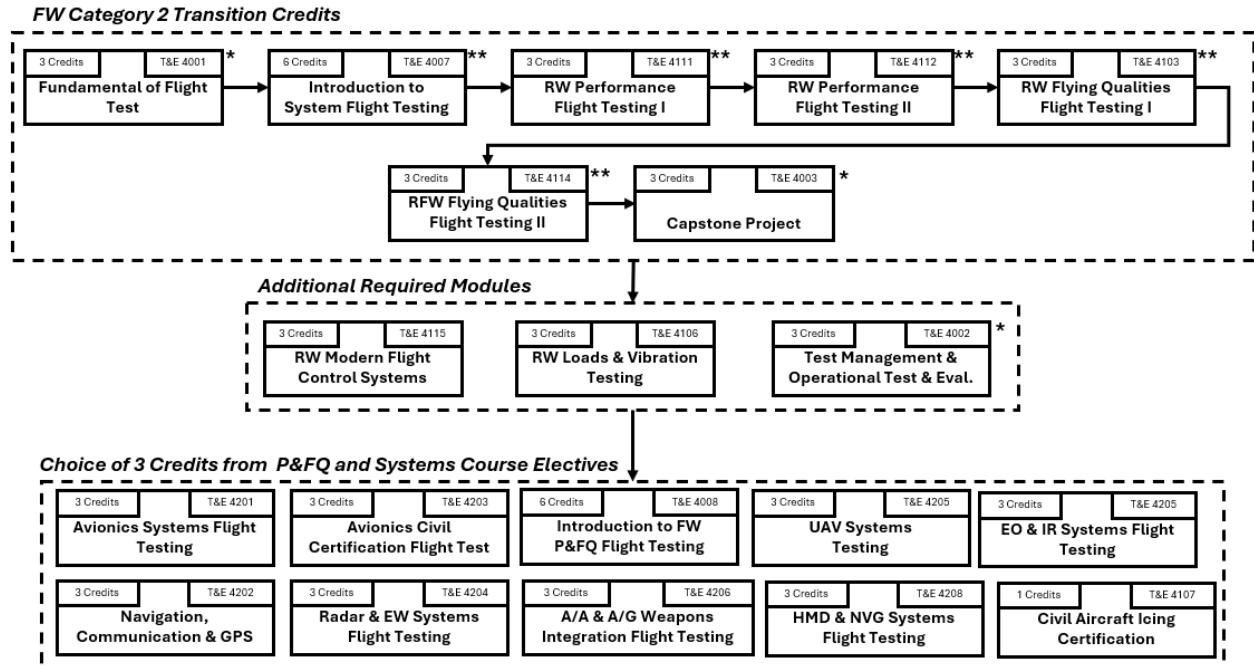 FW Category 2 Transition Credits
3 Credits T&E 4001 *
Fundamental of Flight
Test
6 Credits T&E 4007 **
Introduction to
System Flight Testing
3 Credits T&E 4111 **
RW Performance
Flight Testing I
3 Credits T&E 4112 **
RW Performance
Flight Testing II
3 Credits T&E 4103 **
RW Flying Qualities
Flight Testing I
3 Credits T&E 4114 **
RFW Flying Qualities
Flight Testing II
3 Credits T&E 4003 *
Capstone Project
Additional Required Modules
3 Credits T&E 4115
RW Modern Flight
Control Systems
3 Credits T&E 4106
RW Loads & Vibration
Testing
3 Credits T&E 4002 *
Test Management &
Operational Test & Eval.
Choice of 3 Credits from P&FQ and Systems Course Electives
3 Credits T&E 4201
Avionics Systems Flight
Testing
3 Credits T&E 4203
Avionics Civil
Certification Flight Test
6 Credits T&E 4008
Introduction to FW
P&FQ Flight Testing
3 Credits T&E 4205
UAV Systems
Testing
3 Credits T&E 4205
EO & IR Systems Flight
Testing
3 Credits T&E 4202
Navigation,
Communication & GPS
3 Credits T&E 4204
Radar & EW Systems
Flight Testing
3 Credits T&E 4206
A/A & A/G Weapons
Integration Flight Testing
3 Credits T&E 4208
HMD & NVG Systems
Flight Testing
1 Credits T&E 4107
Civil Aircraft Icing
Certification